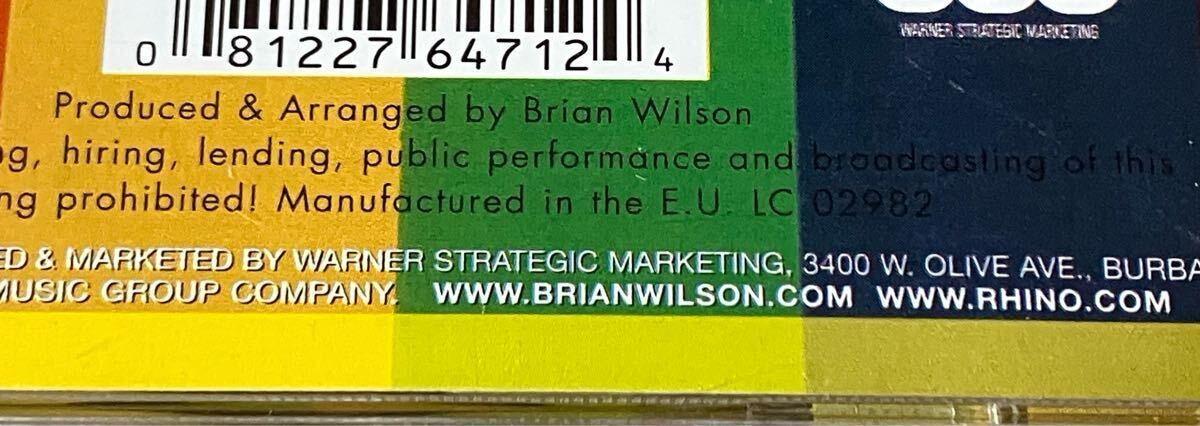 WARNER STRATEGIC MARKETING
0 81227 64712 4
Produced & Arranged by Brian Wilson
hiring, lending, public performance and broadcasting of this
prohibited! Manufactured in the E.U. LC 02982
& MARKETED BY WARNER STRATEGIC MARKETING, 3400 W. OLIVE AVE., BURBA
MUSIC GROUP COMPANY. WWW.BRIANWILSON.COM WWW.RHINO.COM